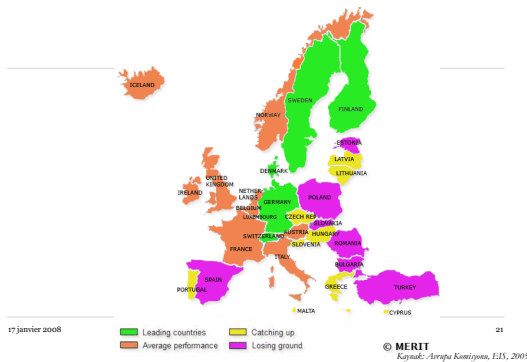 ICELAND
NORWAY
SWEDEN
FINLAND
ESTONIA
LATVIA
LITHUANIA
DENMARK
UNITED
KINGDOM
IRELAND
NETHER
LANDS
BELGIUM
LUXEMBOURG
GERMANY
POLAND
CZECH REP
SLOVAKIA
AUSTRIA
HUNGARY
SWITZERLAND
SLOVENIA
ROMANIA
FRANCE
ITALY
BULGARIA
SPAIN
PORTUGAL
GREECE
TURKEY
MALTA
CYPRUS
17 janvier 2008
21
Leading countries
Catching up
Average performance
Losing ground
© MERIT
Kaynak: Avrupa Komisyonu, EIS, 2005